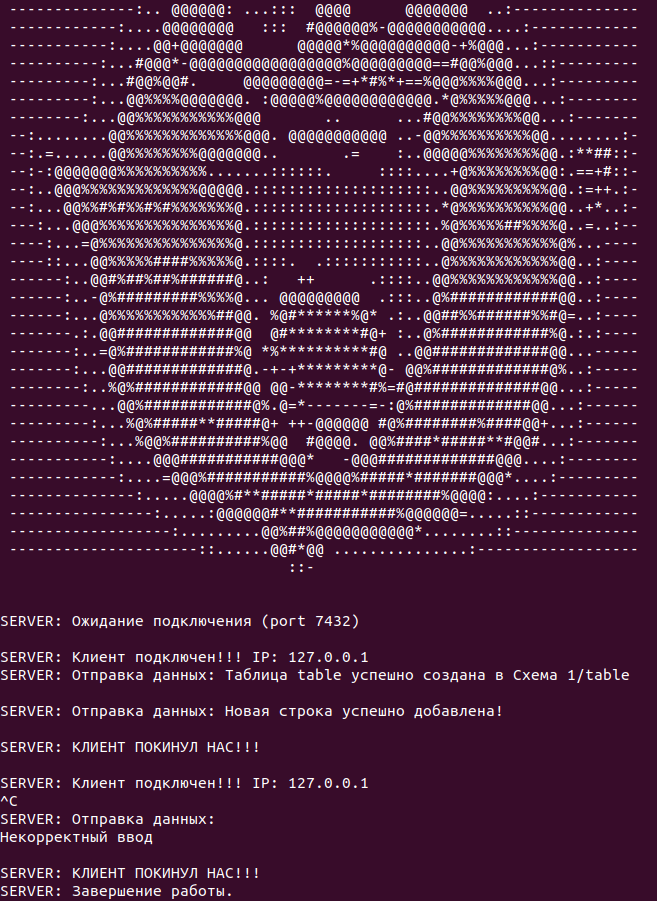 SERVER: Ожидание подключения (port 7432)
SERVER: Клиент подключен!!! IP: 127.0.0.1
SERVER: Отправка данных: Таблица table успешно создана в Схема 1/table
SERVER: Отправка данных: Новая строка успешно добавлена!
SERVER: КЛИЕНТ ПОКИНУЛ НАС!!!
SERVER: Клиент подключен!!! IP: 127.0.0.1
^C
SERVER: Отправка данных:
Некорректный ввод
SERVER: КЛИЕНТ ПОКИНУЛ НАС!!!
SERVER: Завершение работы.